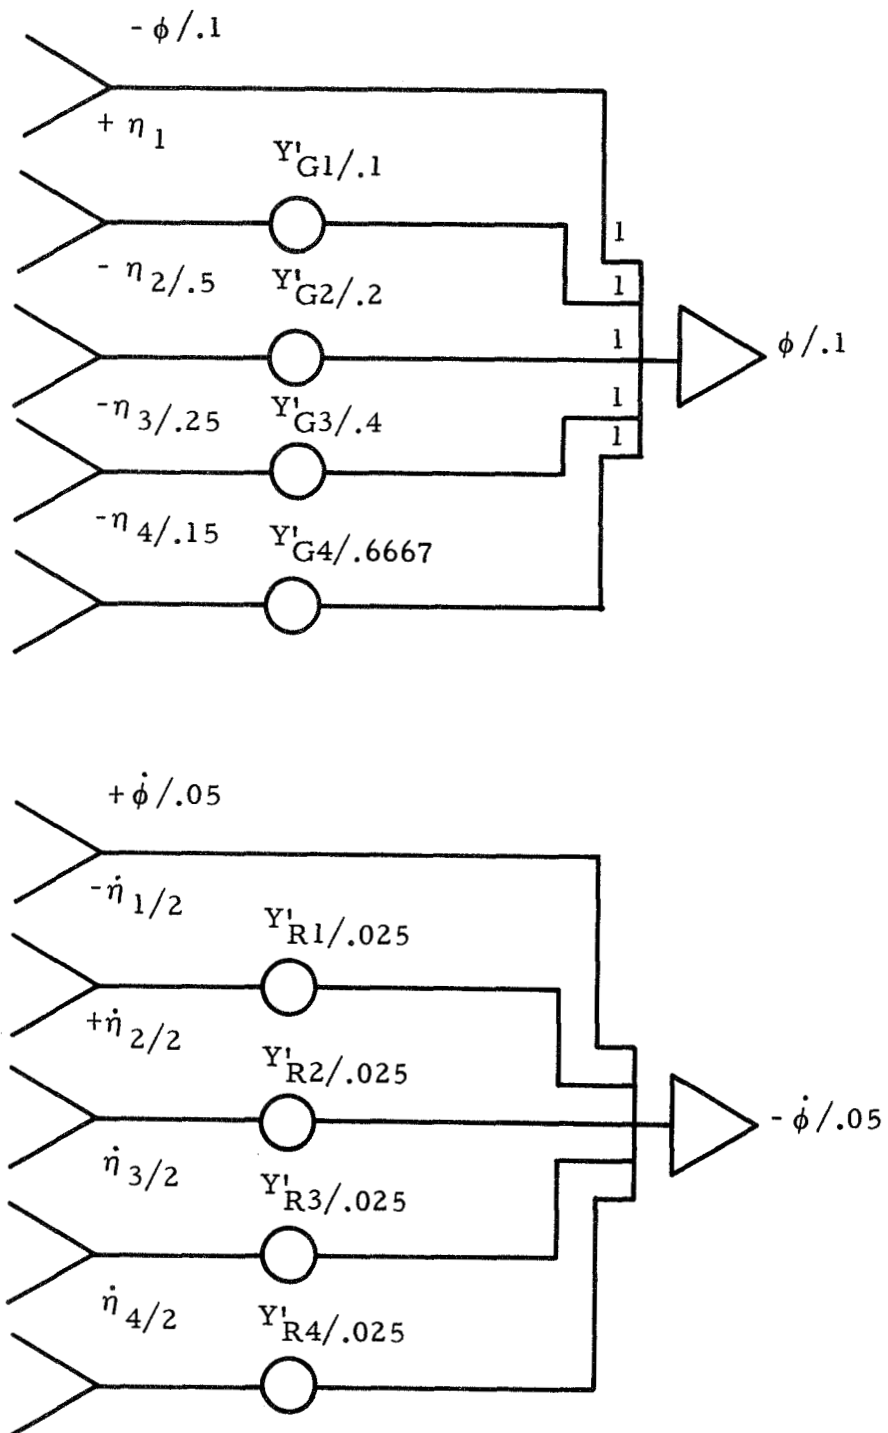 - ϕ/.1
+ η1
Y'G1/.1
1
- η2/.5
Y'G2/.2
1
1
ϕ/.1
-η3/.25
Y'G3/.4
1
1
-η4/.15
Y'G4/.6667
+ϕ̇/.05
-η̇1/2
Y'R1/.025
+η̇2/2
Y'R2/.025
- ϕ̇/.05
η̇3/2
Y'R3/.025
η̇4/2
Y'R4/.025